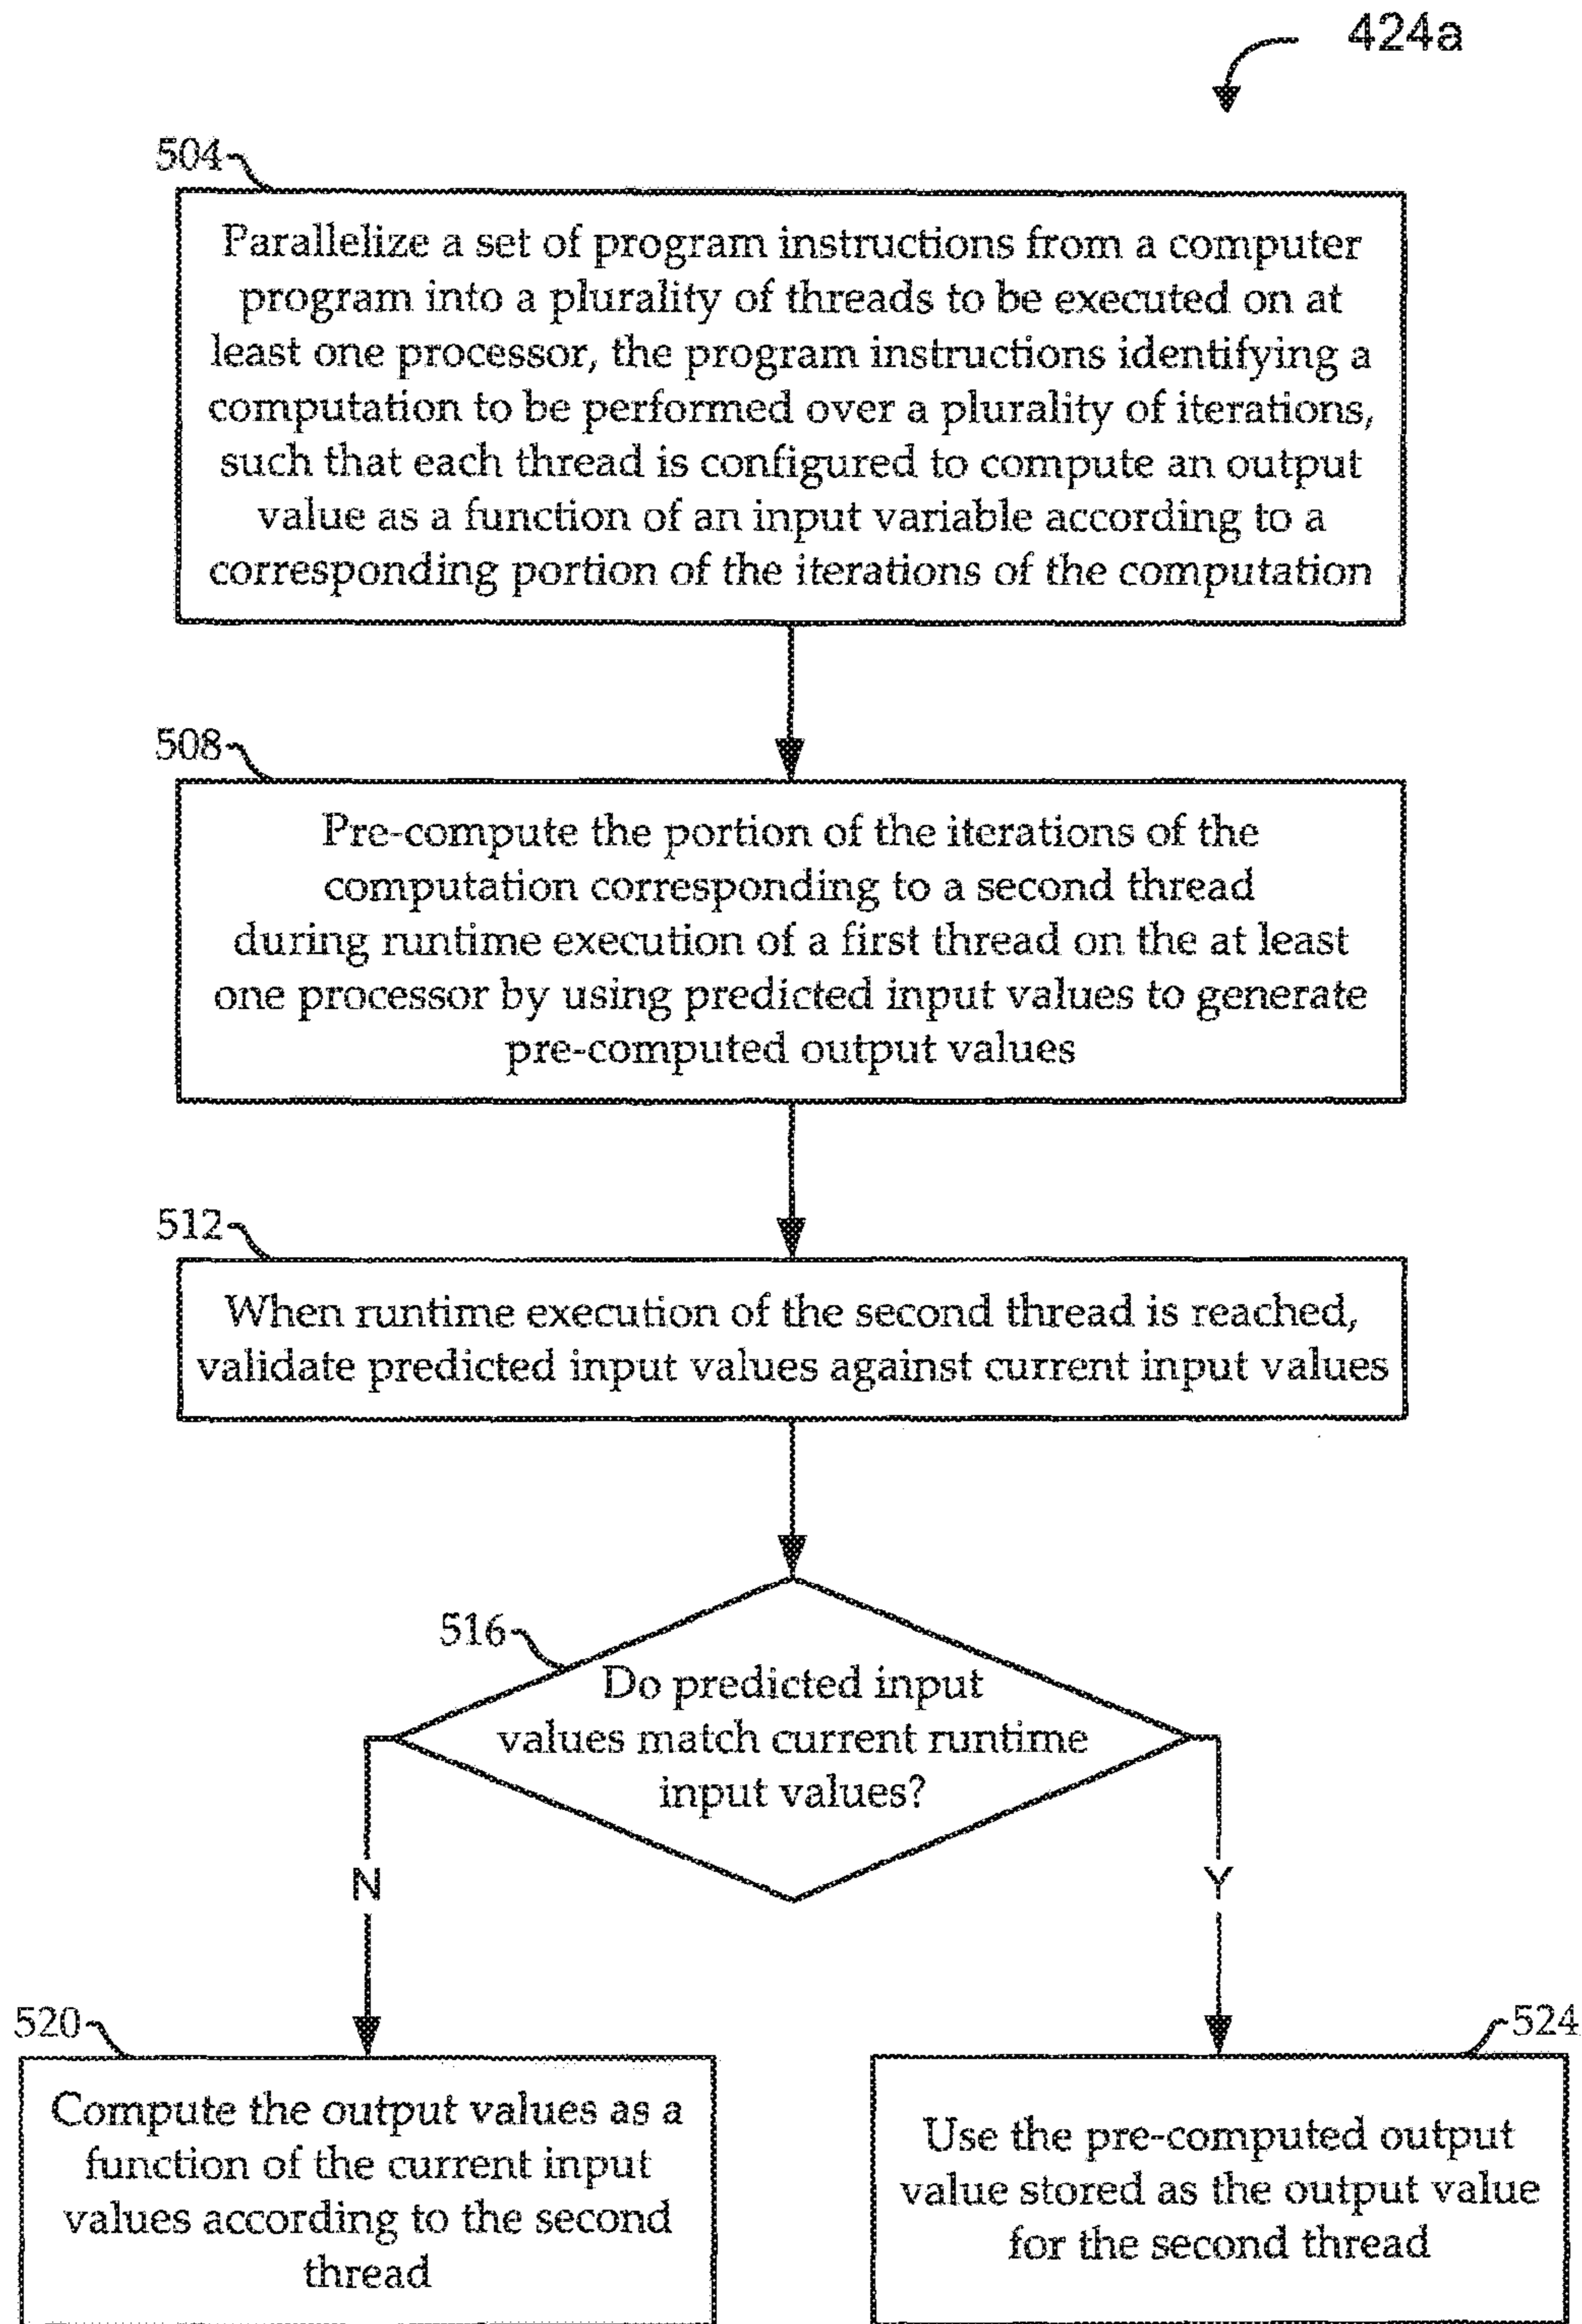 424a
504
Parallelize a set of program instructions from a computer
program into a plurality of threads to be executed on at
least one processor, the program instructions identifying a
computation to be performed over a plurality of iterations,
such that each thread is configured to compute an output
value as a function of an input variable according to a
corresponding portion of the iterations of the computation
508
Pre-compute the portion of the iterations of the
computation corresponding to a second thread
during runtime execution of a first thread on the at least
one processor by using predicted input values to generate
pre-computed output values
512
When runtime execution of the second thread is reached,
validate predicted input values against current input values
516
Do predicted input
values match current runtime
input values?
N
Y
520
Compute the output values as a
function of the current input
values according to the second
thread
524
Use the pre-computed output
value stored as the output value
for the second thread